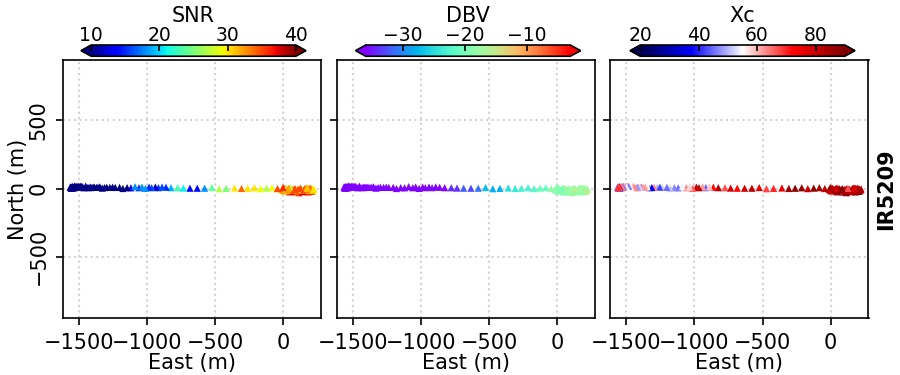 SNR DBV Xc
10 20 30 40 −30 −20 −10 20 40 60 80
500
0
−500
North (m)
IR5209
−1500 −1000 −500 0 −1500 −1000 −500 0 −1500 −1000 −500 0
East (m) East (m) East (m)